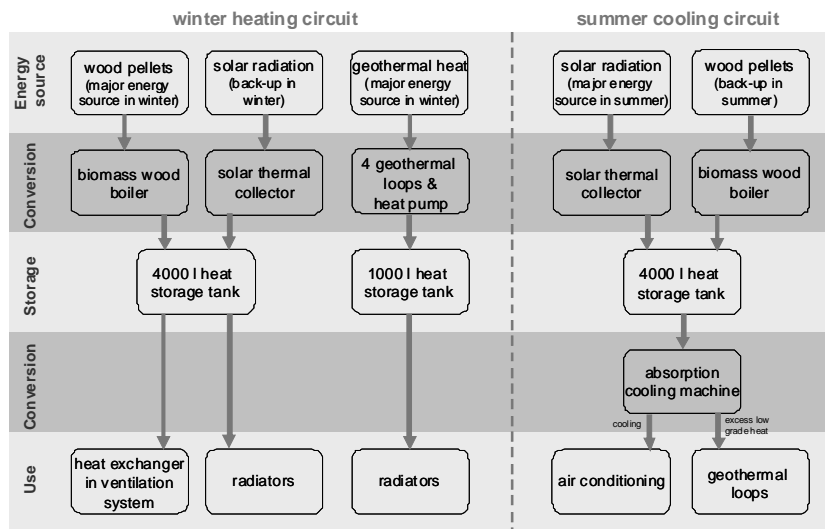 winter heating circuit
summer cooling circuit
Energy
source
wood pellets
(major energy
source in winter)
solar radiation
(back-up in
winter)
geothermal heat
(major energy
source in winter)
solar radiation
(major energy
source in summer)
wood pellets
(back-up in
summer)
Conversion
biomass wood
boiler
solar thermal
collector
4 geothermal
loops &
heat pump
solar thermal
collector
biomass wood
boiler
Storage
4000 l heat
storage tank
1000 l heat
storage tank
4000 l heat
storage tank
Conversion
absorption
cooling machine
cooling
excess low
grade heat
Use
heat exchanger
in ventilation
system
radiators
radiators
air conditioning
geothermal
loops